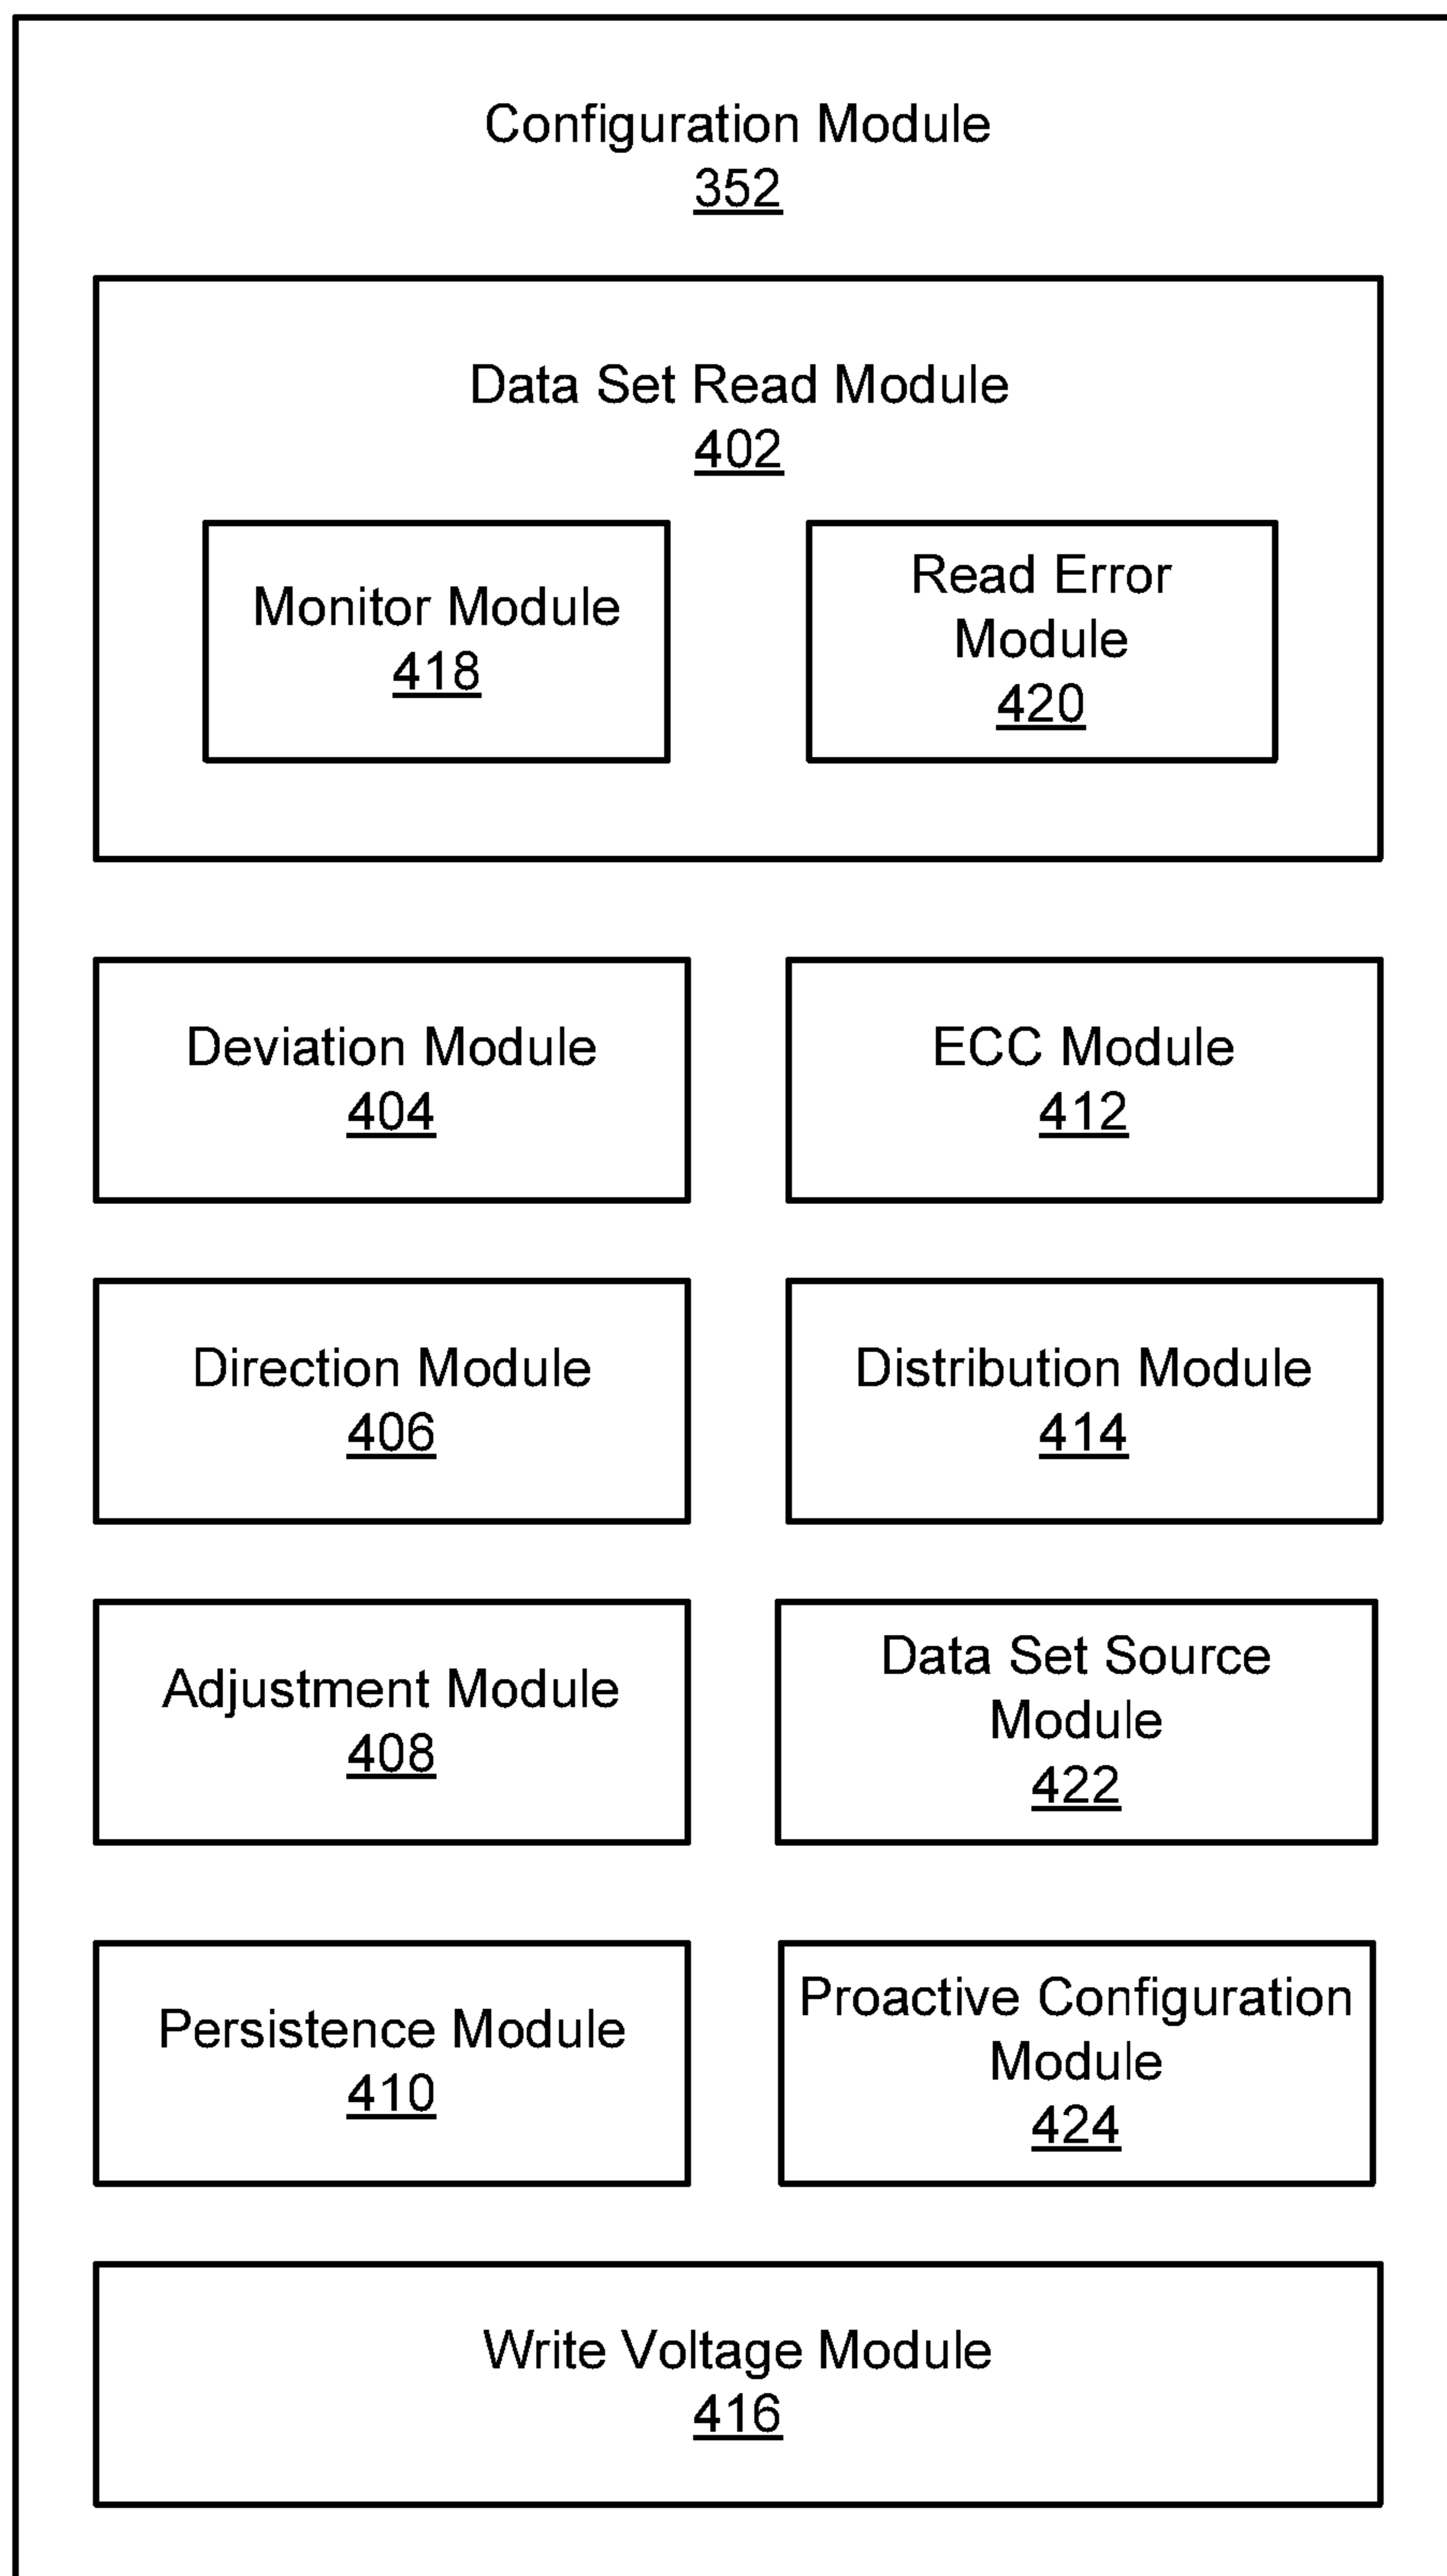 Configuration Module
352
Data Set Read Module
402
Monitor Module
418
Read Error
Module
420
Deviation Module
404
ECC Module
412
Direction Module
406
Distribution Module
414
Adjustment Module
408
Data Set Source
Module
422
Persistence Module
410
Proactive Configuration
Module
424
Write Voltage Module
416